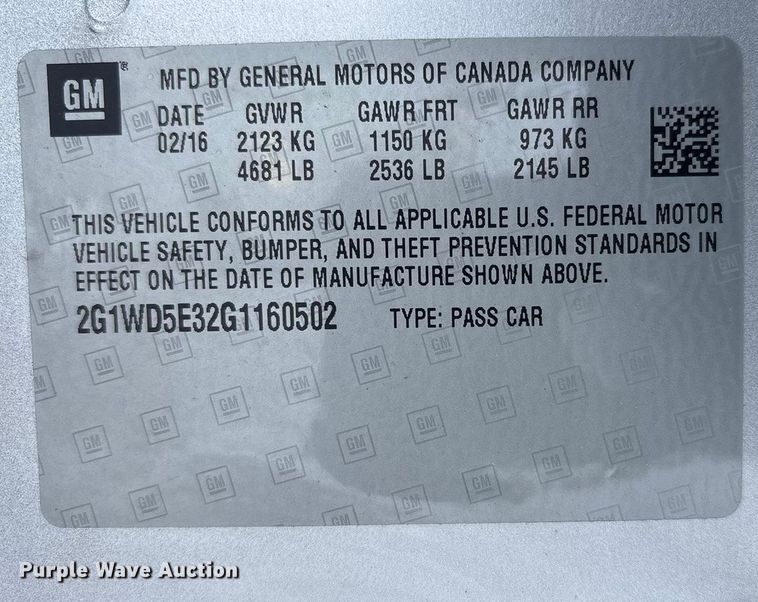 GM
MFD BY GENERAL MOTORS OF CANADA COMPANY
DATE GVWR GAWR FRT GAWR RR
02/16 2123 KG 1150 KG 973 KG
4681 LB 2536 LB 2145 LB
THIS VEHICLE CONFORMS TO ALL APPLICABLE U.S. FEDERAL MOTOR
VEHICLE SAFETY, BUMPER, AND THEFT PREVENTION STANDARDS IN
EFFECT ON THE DATE OF MANUFACTURE SHOWN ABOVE.
2G1WD5E32G1160502 TYPE: PASS CAR
Purple Wave Auction